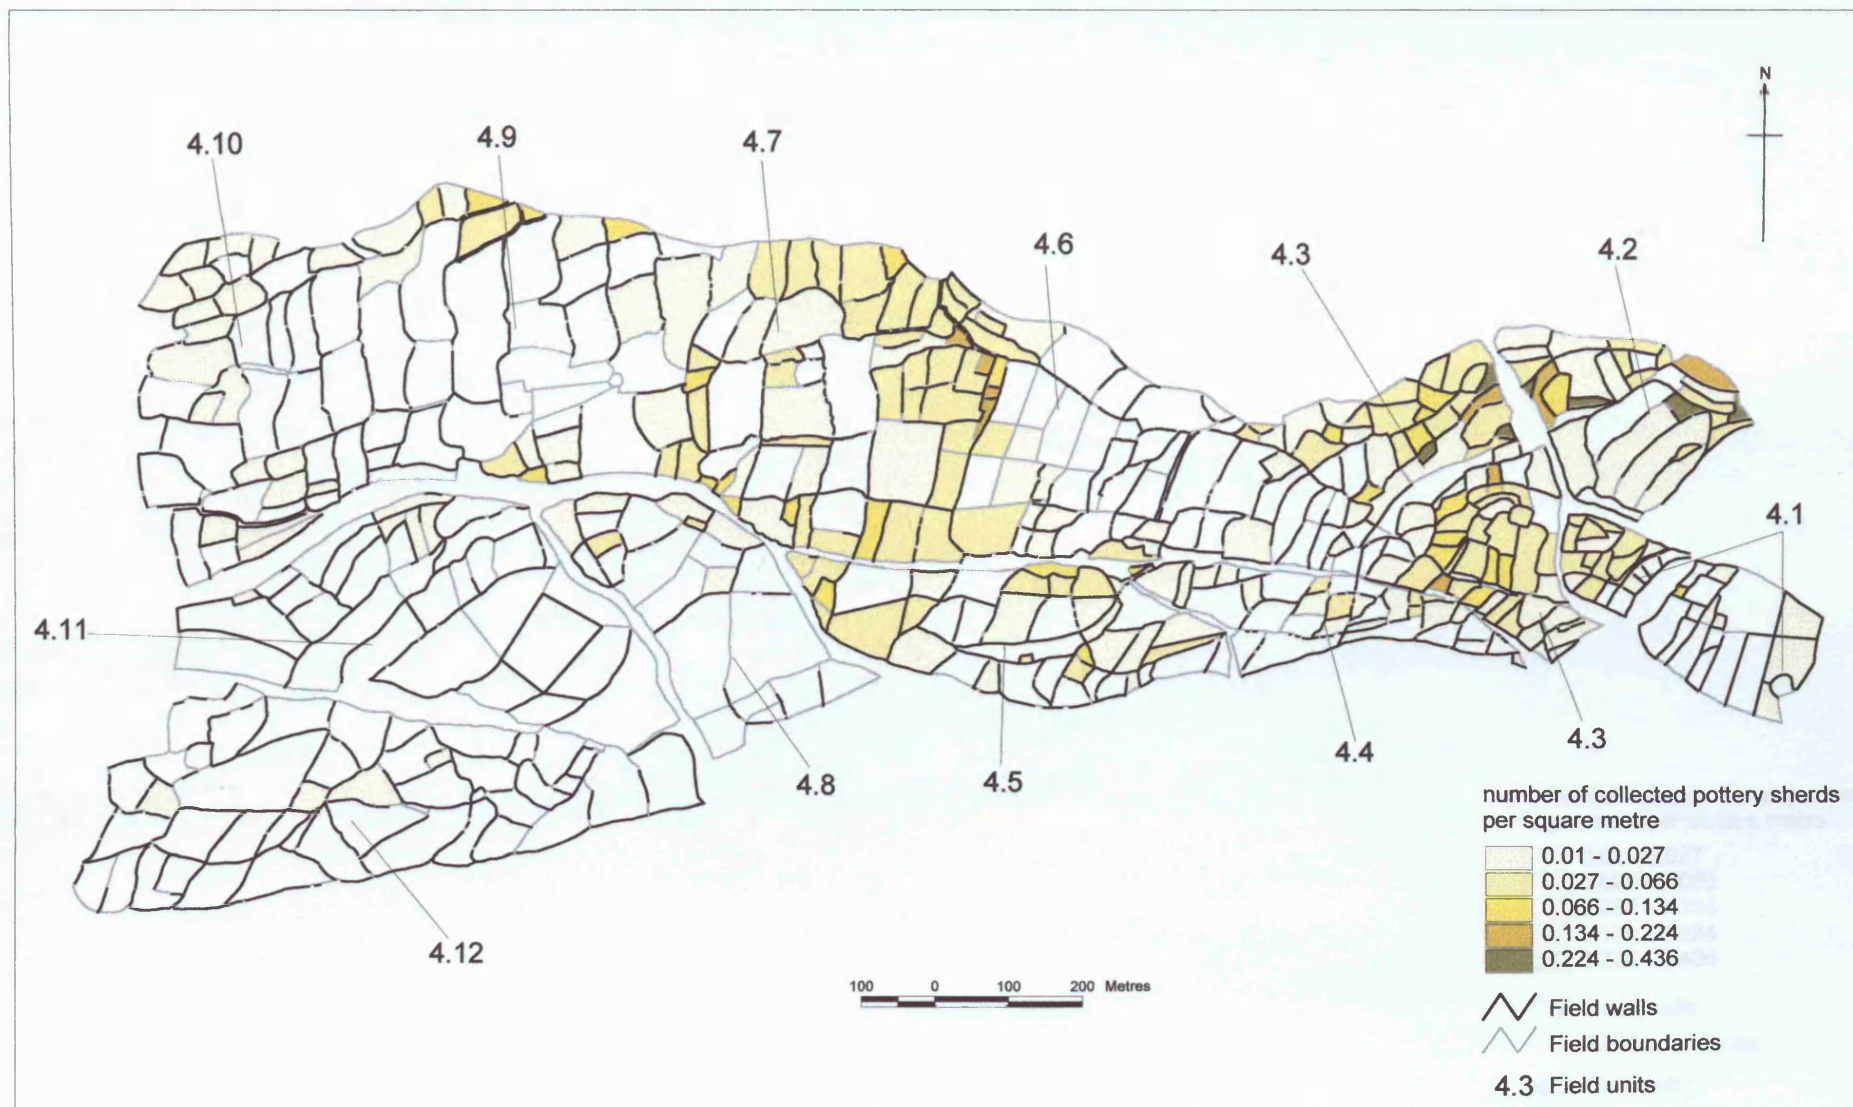 N
4.10
4.9
4.7
4.6
4.3
4.2
4.1
4.11
4.8
4.5
4.4
4.3
4.12
number of collected pottery sherds
per square metre
0.01 - 0.027
0.027 - 0.066
0.066 - 0.134
0.134 - 0.224
0.224 - 0.436
100 0 100 200 Metres
Field walls
Field boundaries
4.3 Field units